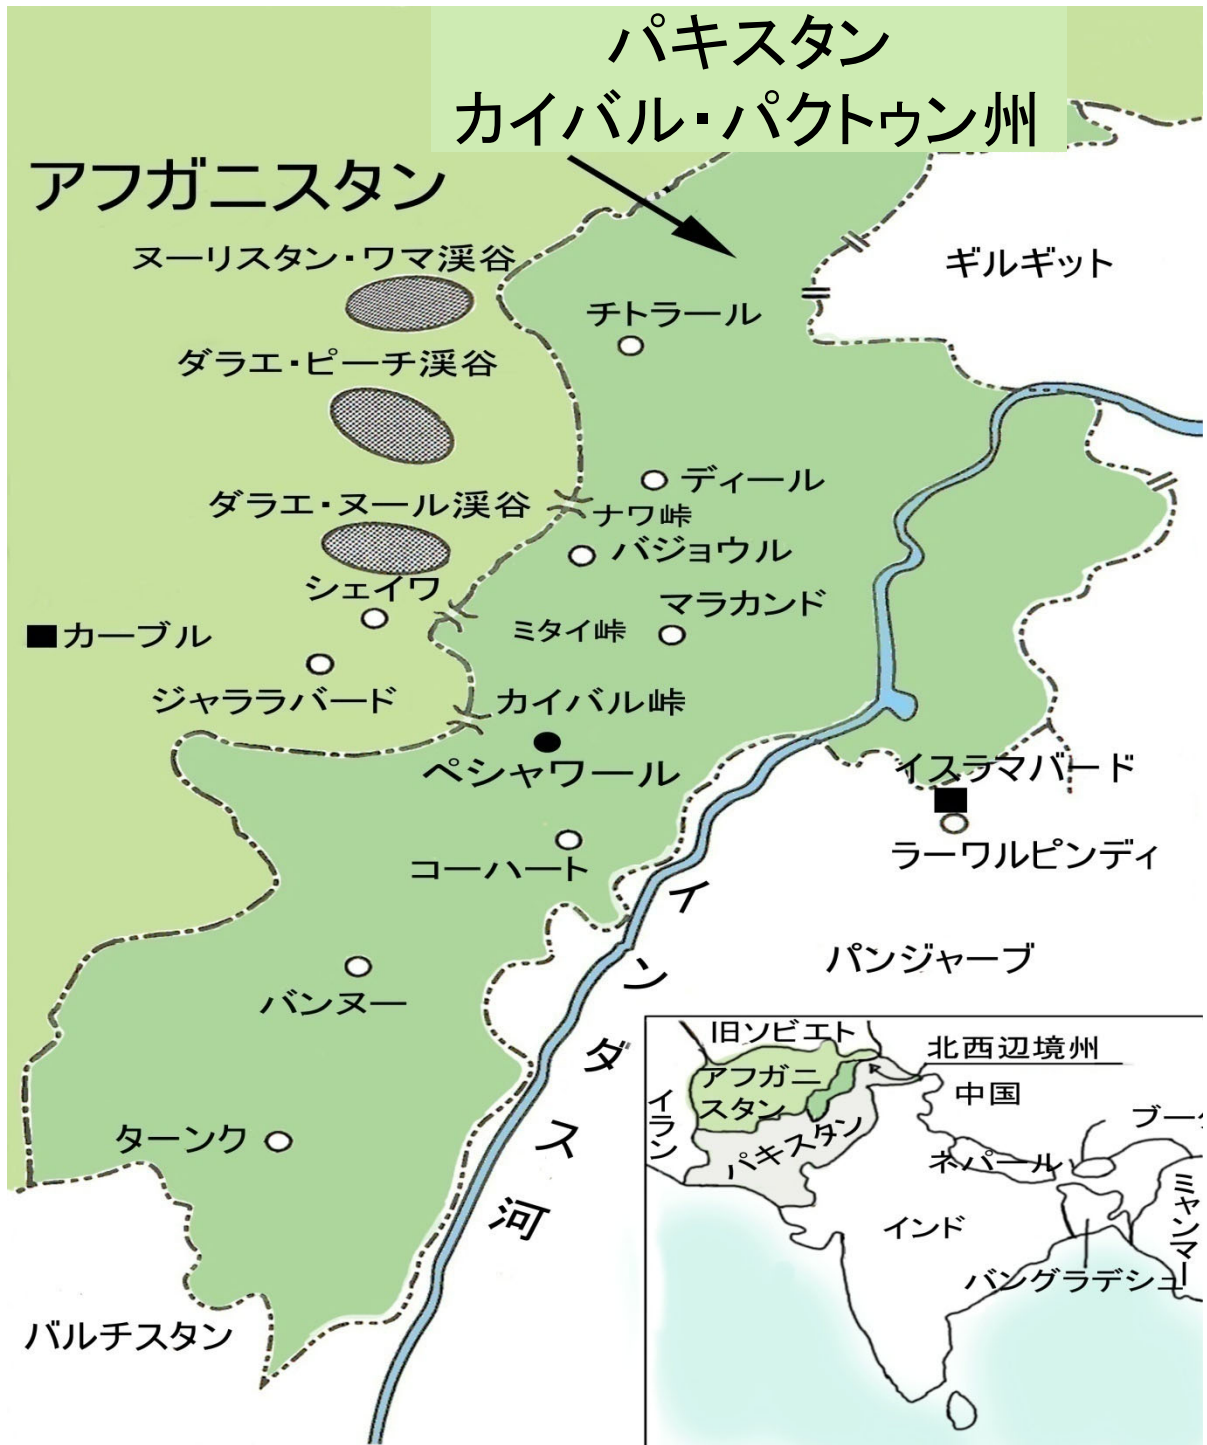 パキスタン
カイバル・パクトゥン州
アフガニスタン
ヌーリスタン・ワマ渓谷
ギルギット
チトラール
ダラエ・ピーチ渓谷
ディール
ダラエ・ヌール渓谷
ナワ峠
バジョウル
シェイワ
マラカンド
ミタイ峠
カーブル
ジャララバード
カイバル峠
ペシャワール
イスラマバード
ラーワルピンディ
コーハート
インダス河
パンジャーブ
バンヌー
ターンク
バルチスタン
旧ソビエト
北西辺境州
アフガニ
スタン
イラン
中国
パキスタン
ネパール
ブー
ミャンマー
インド
バングラデシュ